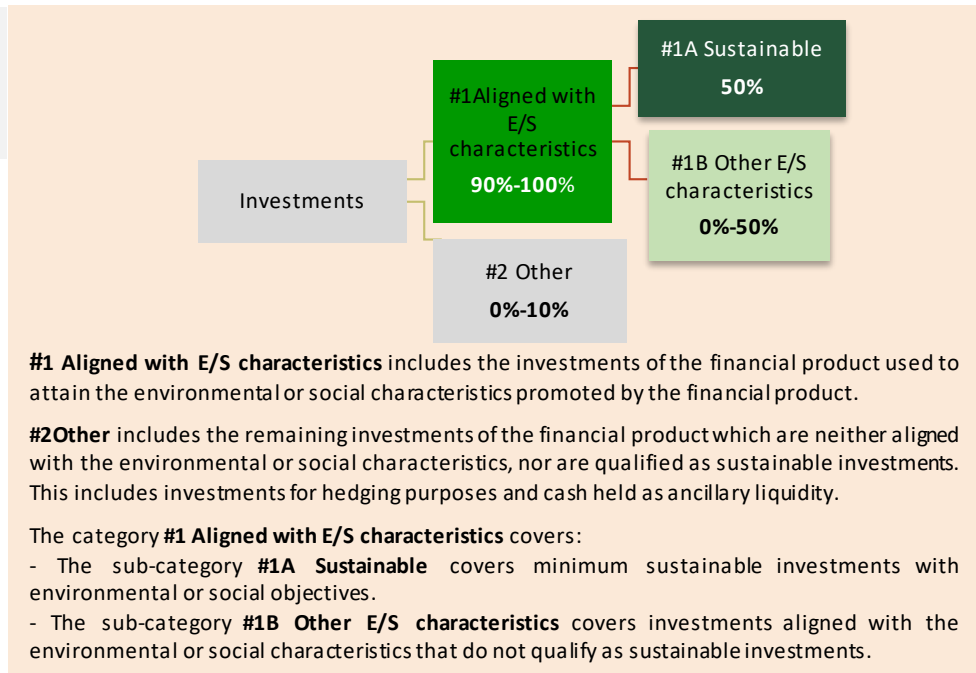 #1A Sustainable
50%
#1Aligned with
E/S
characteristics
90%-100%
#1B Other E/S
characteristics
0%-50%
Investments
#2 Other
0%-10%
#1 Aligned with E/S characteristics includes the investments of the financial product used to
attain the environmental or social characteristics promoted by the financial product.
#2Other includes the remaining investments of the financial product which are neither aligned
with the environmental or social characteristics, nor are qualified as sustainable investments.
This includes investments for hedging purposes and cash held as ancillary liquidity.
The category #1 Aligned with E/S characteristics covers:
- The sub-category #1A Sustainable covers minimum sustainable investments with
environmental or social objectives.
- The sub-category #1B Other E/S characteristics covers investments aligned with the
environmental or social characteristics that do not qualify as sustainable investments.